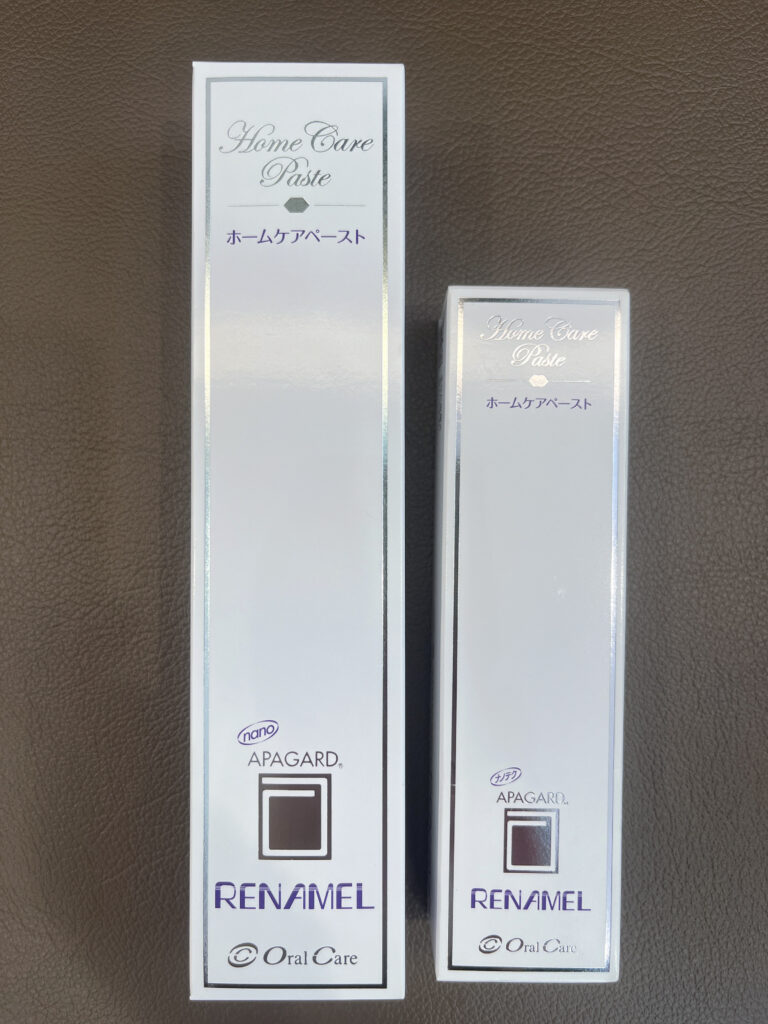 Home Care
Paste
ホームケアペースト
nano
APAGARD®
RENAMEL
Oral Care
Home Care
Paste
ホームケアペースト
ナノテク
APAGARD®
RENAMEL
Oral Care